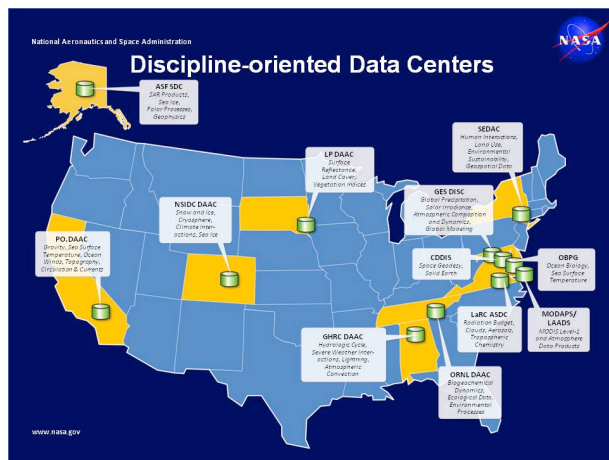 National Aeronautics and Space Administration
NASA
Discipline-oriented Data Centers
ASF SDC
SAR Products,
Sea Ice,
Polar Processes,
Geophysics
SEDAC
Human Interactions,
Land Use,
Environmental
Sustainability,
Geospatial Data
LP DAAC
Surface
Reflectance,
Land Cover,
Vegetation Indices
GES DISC
Global Precipitation,
Solar Irradiance,
Atmospheric Composition
and Dynamics,
Global Modeling
NSIDC DAAC
Snow and Ice,
Cryosphere,
Climate Inter-
actions, Sea Ice
PO.DAAC
Gravity, Sea Surface
Temperature, Ocean
Winds, Topography,
Circulation & Currents
CDDIS
Space Geodesy,
Solid Earth
OBPG
Ocean Biology,
Sea Surface
Temperature
LaRC ASDC
Radiation Budget,
Clouds, Aerosols,
Tropospheric
Chemistry
MODAPS/
LAADS
MODIS Level-1
and Atmosphere
Data Products
GHRC DAAC
Hydrologic Cycle,
Severe Weather Inter-
actions, Lightning,
Atmospheric
Convection
ORNL DAAC
Biogeochemical
Dynamics,
Ecological Data,
Environmental
Processes
www.nasa.gov